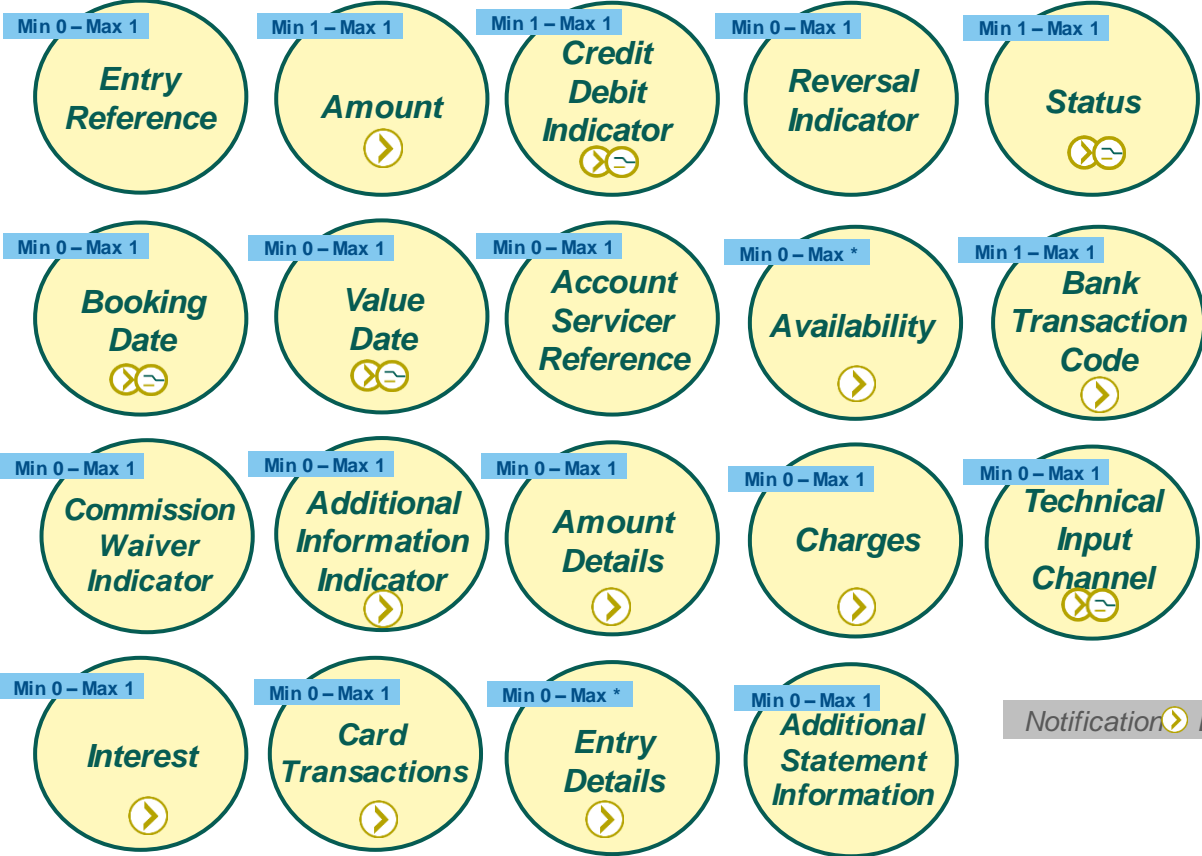 Min 0 – Max 1
Entry
Reference
Min 1 – Max 1
Amount
Min 1 – Max 1
Credit
Debit
Indicator
Min 0 – Max 1
Reversal
Indicator
Min 1 – Max 1
Status
Min 0 – Max 1
Booking
Date
Min 0 – Max 1
Value
Date
Min 0 – Max 1
Account
Servicer
Reference
Min 0 – Max *
Availability
Min 1 – Max 1
Bank
Transaction
Code
Min 0 – Max 1
Commission
Waiver
Indicator
Min 0 – Max 1
Additional
Information
Indicator
Min 0 – Max 1
Amount
Details
Min 0 – Max 1
Charges
Min 0 – Max 1
Technical
Input
Channel
Min 0 – Max 1
Interest
Min 0 – Max 1
Card
Transactions
Min 0 – Max *
Entry
Details
Min 0 – Max 1
Additional
Statement
Information
Notification